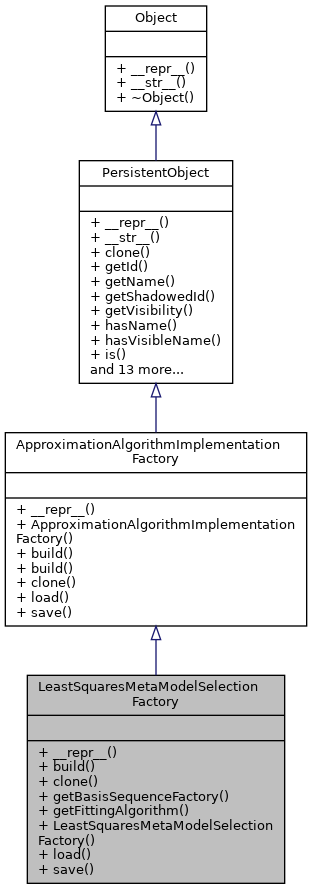 Object
+ __repr__()
+ __str__()
+ ~Object()
PersistentObject
+ __repr__()
+ __str__()
+ clone()
+ getId()
+ getName()
+ getShadowedId()
+ getVisibility()
+ hasName()
+ hasVisibleName()
+ is()
and 13 more...
ApproximationAlgorithmImplementation
Factory
+ __repr__()
+ ApproximationAlgorithmImplementation
Factory()
+ build()
+ build()
+ clone()
+ load()
+ save()
LeastSquaresMetaModelSelection
Factory
+ __repr__()
+ build()
+ clone()
+ getBasisSequenceFactory()
+ getFittingAlgorithm()
+ LeastSquaresMetaModelSelection
Factory()
+ load()
+ save()